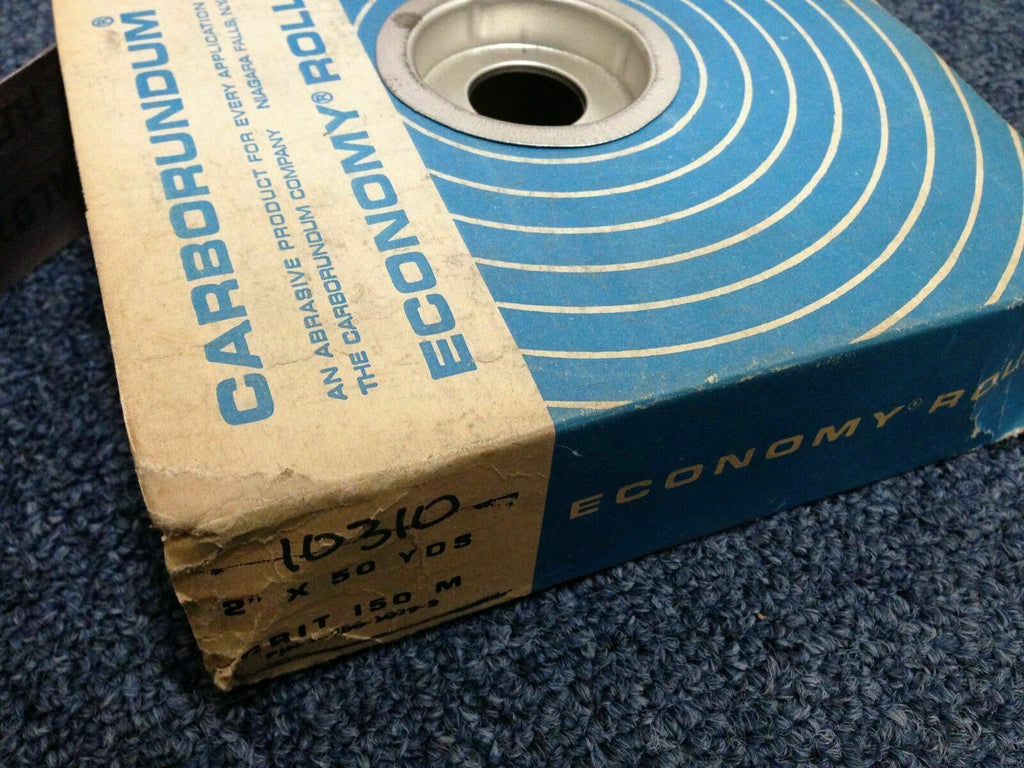 CARBORUNDUM®
AN ABRASIVE PRODUCT FOR EVERY APPLICATION
THE CARBORUNDUM COMPANY NIAGARA FALLS, N.Y.
ECONOMY® ROLL
10310
2" X 50 YDS
GRIT 150 M
ECONOMY® ROLL